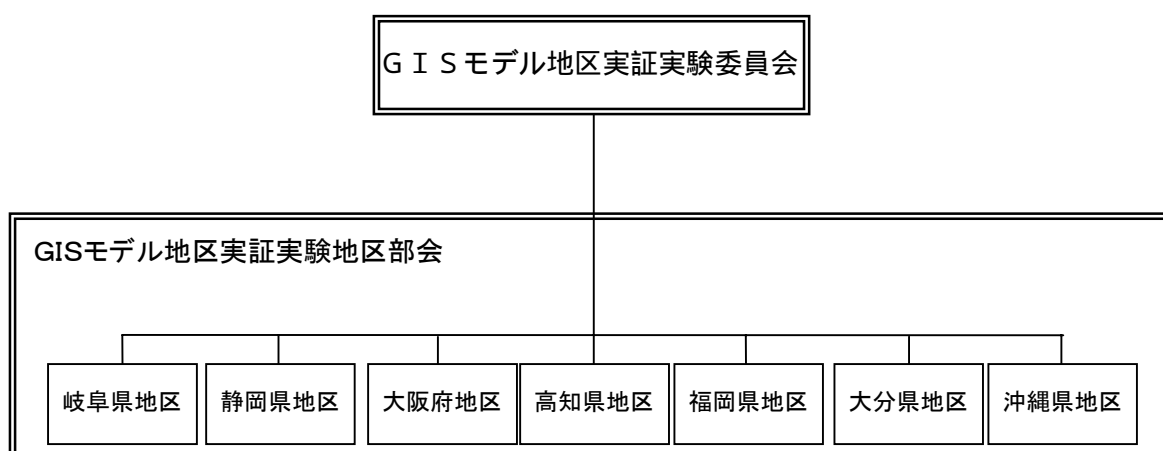 ＧＩＳモデル地区実証実験委員会
GISモデル地区実証実験地区部会
岐阜県地区
静岡県地区
大阪府地区
高知県地区
福岡県地区
大分県地区
沖縄県地区